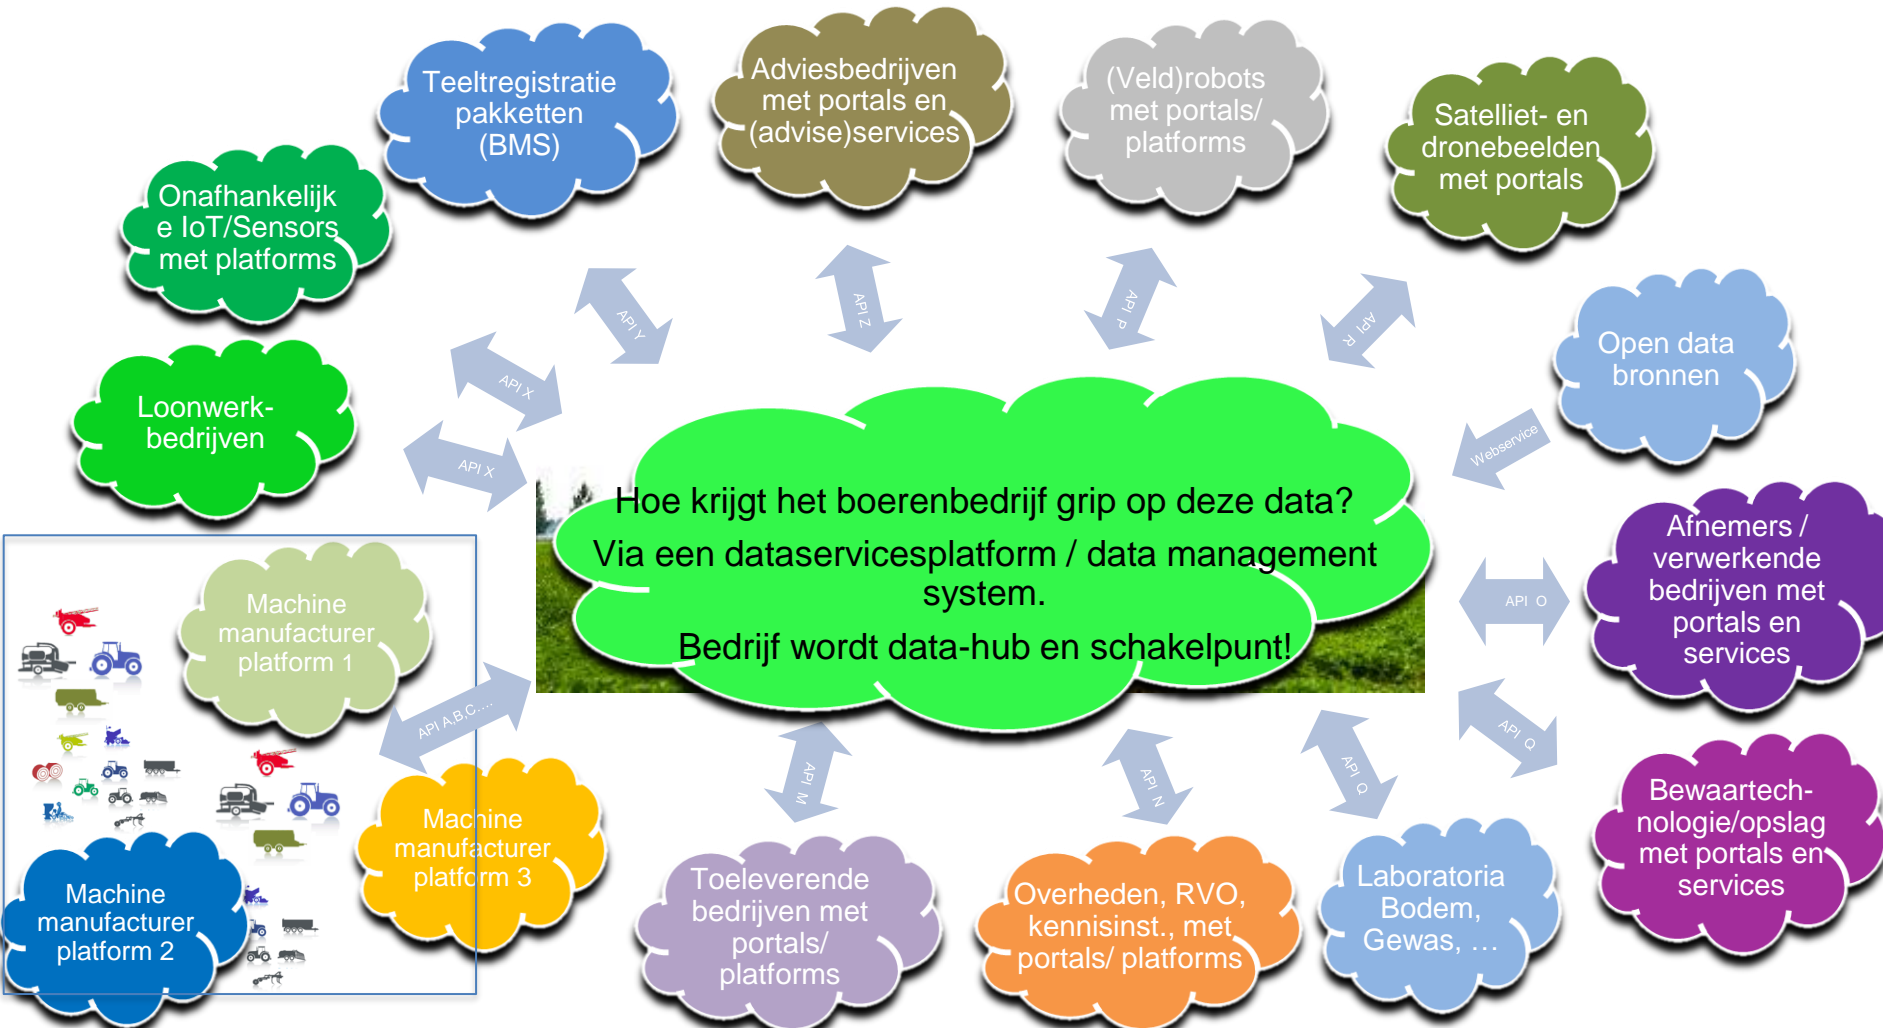 Teeltregistratie
pakketten
(BMS)
Adviesbedrijven
met portals en
(advise)services
(Veld)robots
met portals/
platforms
Satelliet- en
dronebeelden
met portals
Onafhankelijk
e IoT/Sensors
met platforms
API Y
API Z
API P
API R
Open data
bronnen
Loonwerk-
bedrijven
API X
API X
Webservice
Hoe krijgt het boerenbedrijf grip op deze data?
Via een dataservicesplatform / data management
system.
Bedrijf wordt data-hub en schakelpunt!
Afnemers /
verwerkende
bedrijven met
portals en
services
API O
Machine
manufacturer
platform 1
API A,B,C....
API M
API N
API Q
API Q
Machine
manufacturer
platform 3
Machine
manufacturer
platform 2
Toeleverende
bedrijven met
portals/
platforms
Overheden, RVO,
kennisinst., met
portals/ platforms
Laboratoria
Bodem,
Gewas, …
Bewaartech-
nologie/opslag
met portals en
services